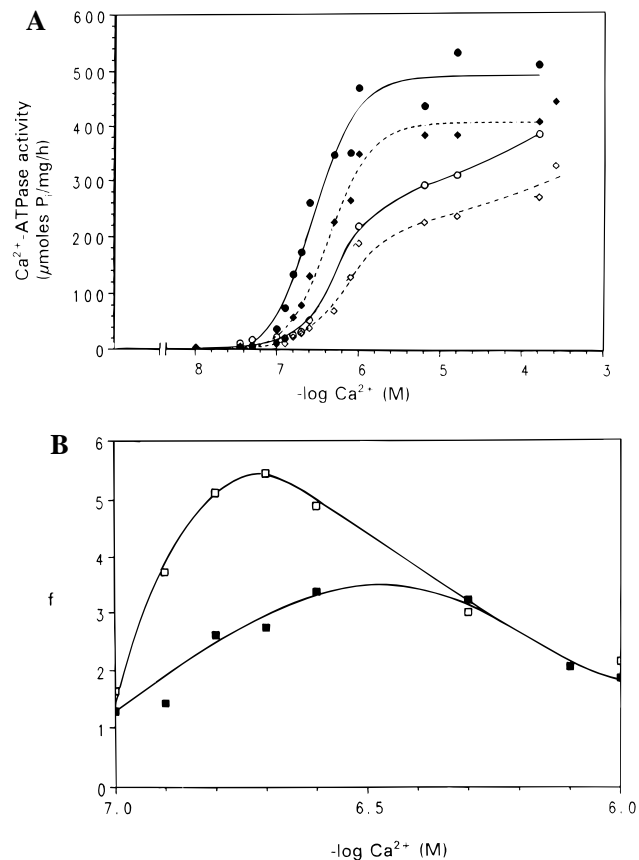 A
600
500
400
300
200
100
0
Ca²⁺-ATPase activity
(μmoles Pᵢ/mg/h)
8 7 6 5 4 3
-log Ca²⁺ (M)
B
6
5
4
3
2
1
0
f
7.0 6.5 6.0
-log Ca²⁺ (M)